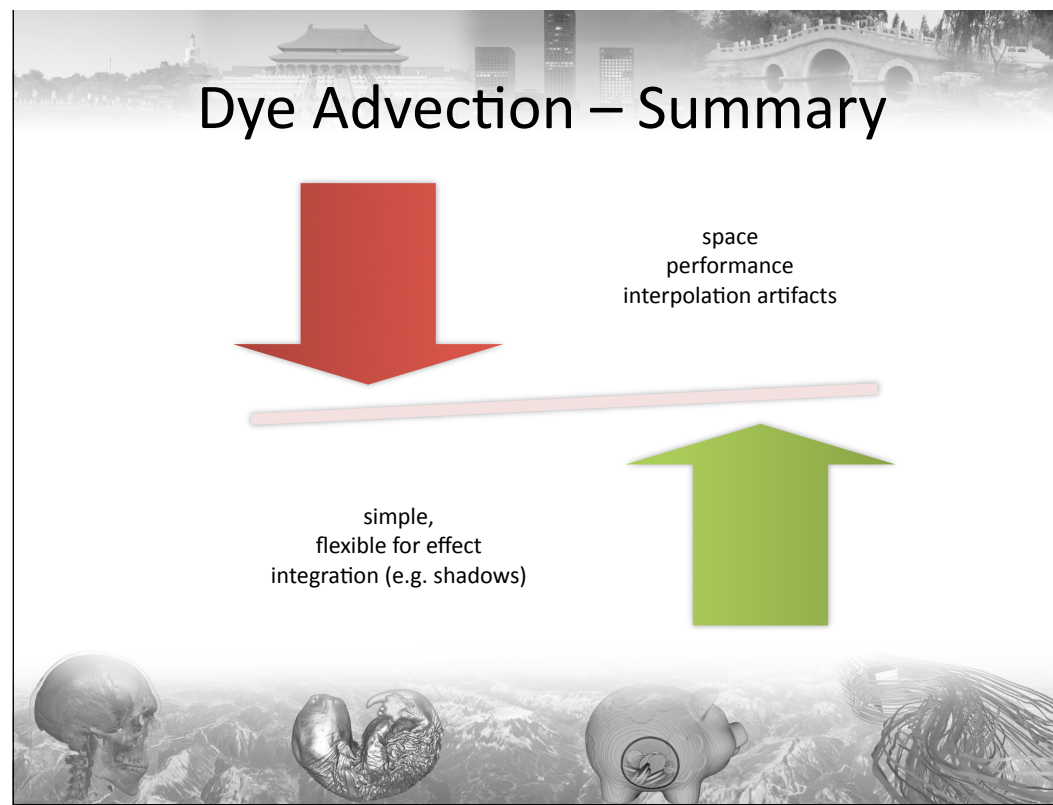 Dye Advection – Summary
space
performance
interpolation artifacts
simple,
flexible for effect
integration (e.g. shadows)